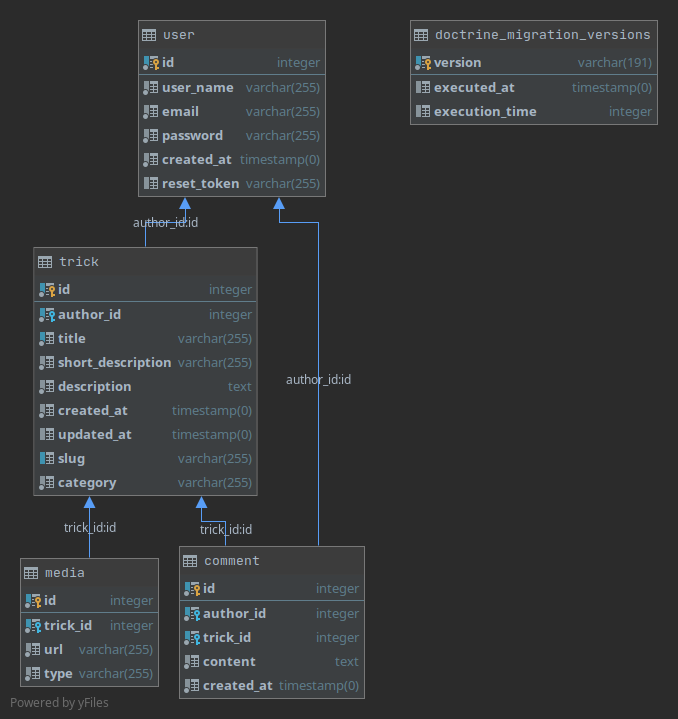 user
id integer
user_name varchar(255)
email varchar(255)
password varchar(255)
created_at timestamp(0)
reset_token varchar(255)
doctrine_migration_versions
version varchar(191)
executed_at timestamp(0)
execution_time integer
author_id:id
trick
id integer
author_id integer
title varchar(255)
short_description varchar(255)
description text
created_at timestamp(0)
updated_at timestamp(0)
slug varchar(255)
category varchar(255)
author_id:id
trick_id:id
trick_id:id
media
id integer
trick_id integer
url varchar(255)
type varchar(255)
comment
id integer
author_id integer
trick_id integer
content text
created_at timestamp(0)
Powered by yFiles